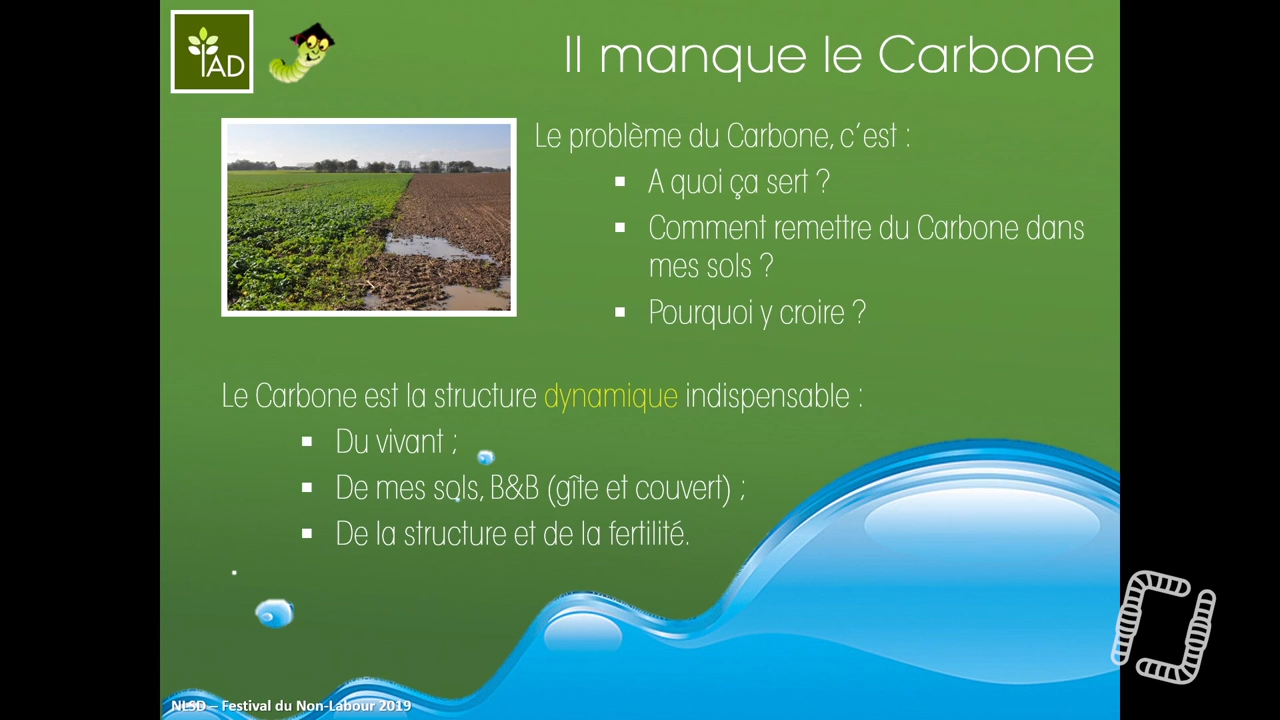 IAD
Il manque le Carbone
Le problème du Carbone, c'est :
▪ A quoi ça sert ?
▪ Comment remettre du Carbone dans
mes sols ?
▪ Pourquoi y croire ?
Le Carbone est la structure dynamique indispensable :
▪ Du vivant ;
▪ De mes sols, B&B (gîte et couvert) ;
▪ De la structure et de la fertilité.
NLSD – Festival du Non-Labour 2019